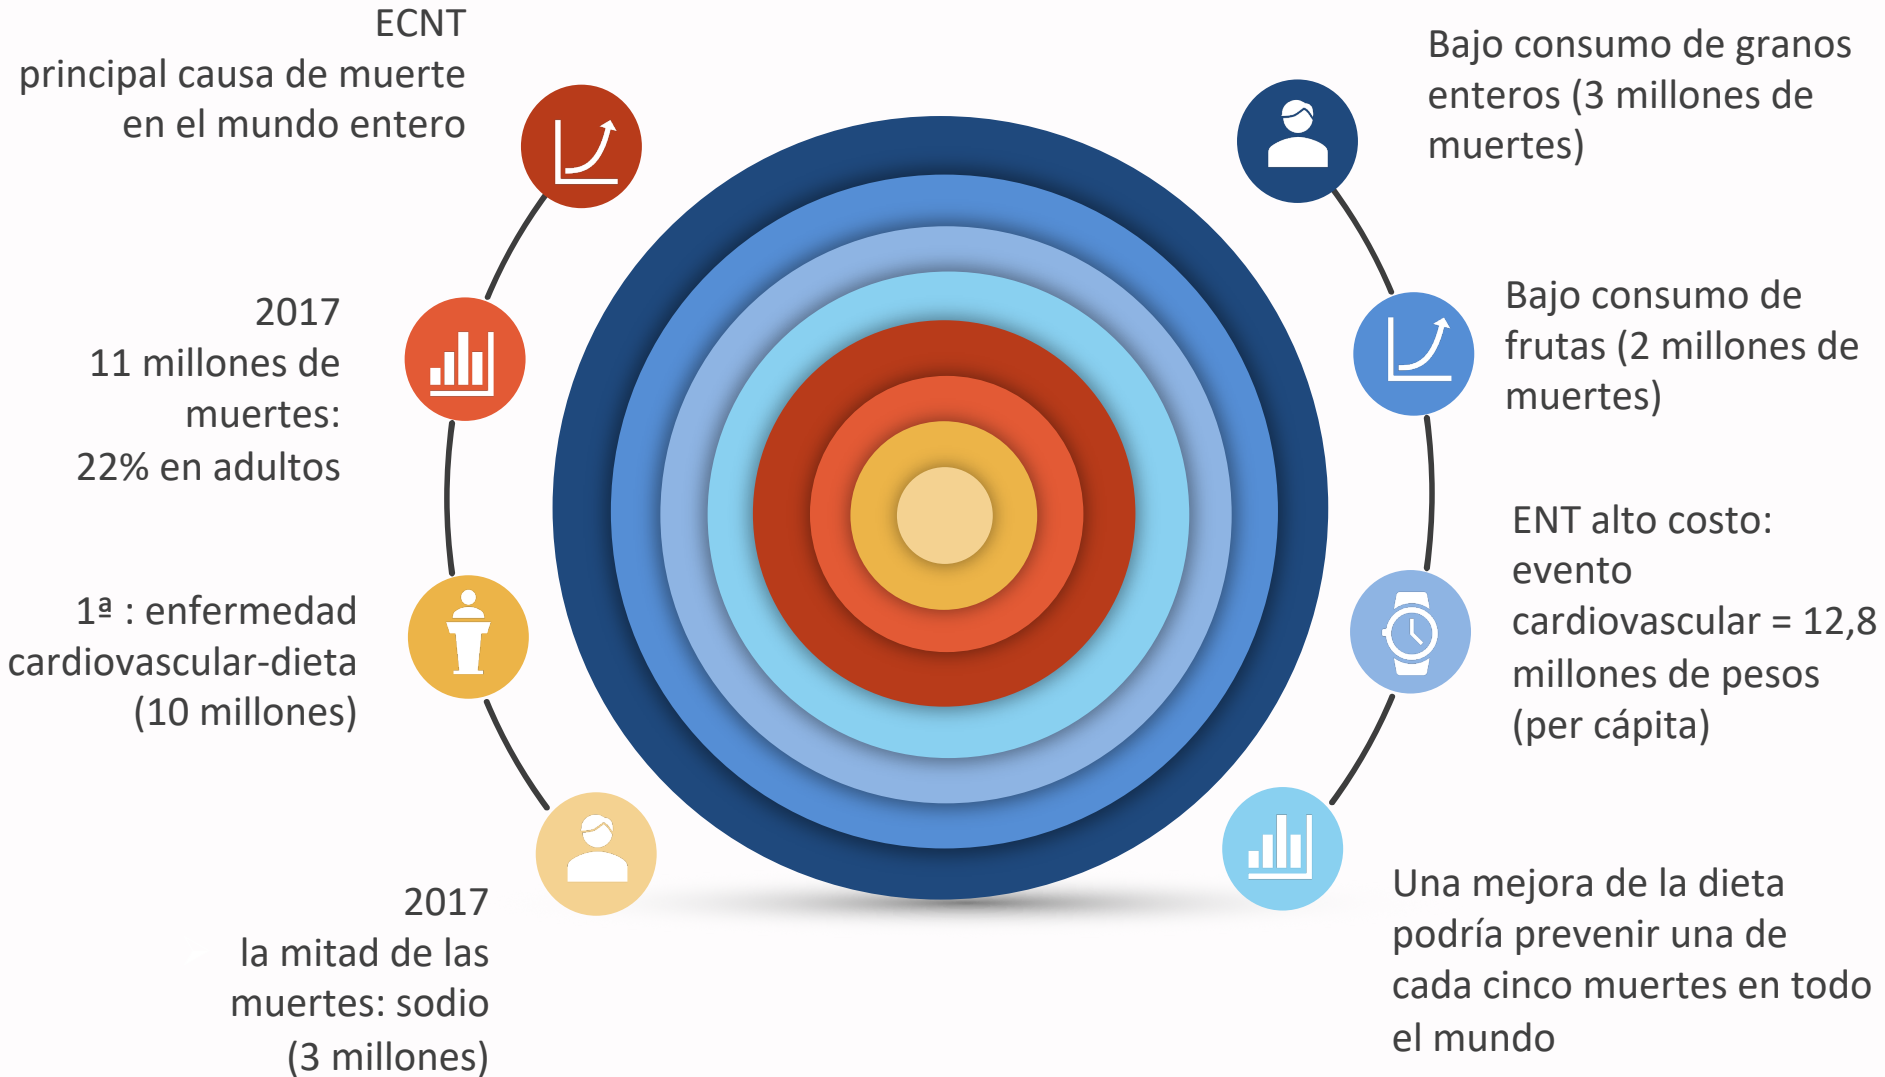 ECNT
principal causa de muerte
en el mundo entero
2017
11 millones de
muertes:
22% en adultos
1ª : enfermedad
cardiovascular-dieta
(10 millones)
2017
la mitad de las
muertes: sodio
(3 millones)
Bajo consumo de granos
enteros (3 millones de
muertes)
Bajo consumo de
frutas (2 millones de
muertes)
ENT alto costo:
evento
cardiovascular = 12,8
millones de pesos
(per cápita)
Una mejora de la dieta
podría prevenir una de
cada cinco muertes en todo
el mundo